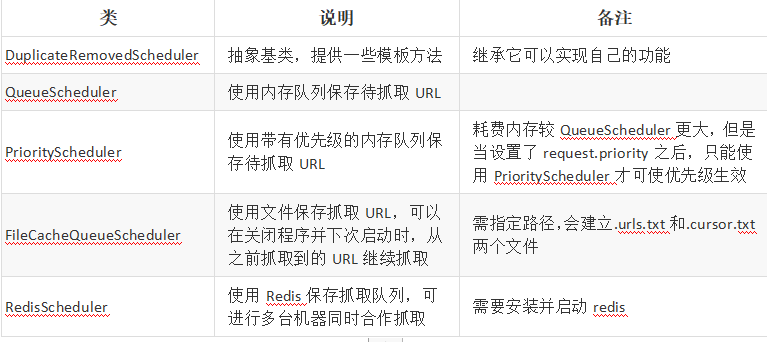 类 说明 备注
DuplicateRemovedScheduler 抽象基类，提供一些模板方法 继承它可以实现自己的功能
QueueScheduler 使用内存队列保存待抓取 URL
PriorityScheduler
使用带有优先级的内存队列保
存待抓取 URL
耗费内存较 QueueScheduler 更大，但是
当设置了 request.priority 之后，只能使
用 PriorityScheduler 才可使优先级生效
FileCacheQueueScheduler
使用文件保存抓取 URL，可以
在关闭程序并下次启动时，从
之前抓取到的 URL 继续抓取
需指定路径，会建立.urls.txt 和.cursor.txt
两个文件
RedisScheduler
使用 Redis 保存抓取队列，可
进行多台机器同时合作抓取
需要安装并启动 redis